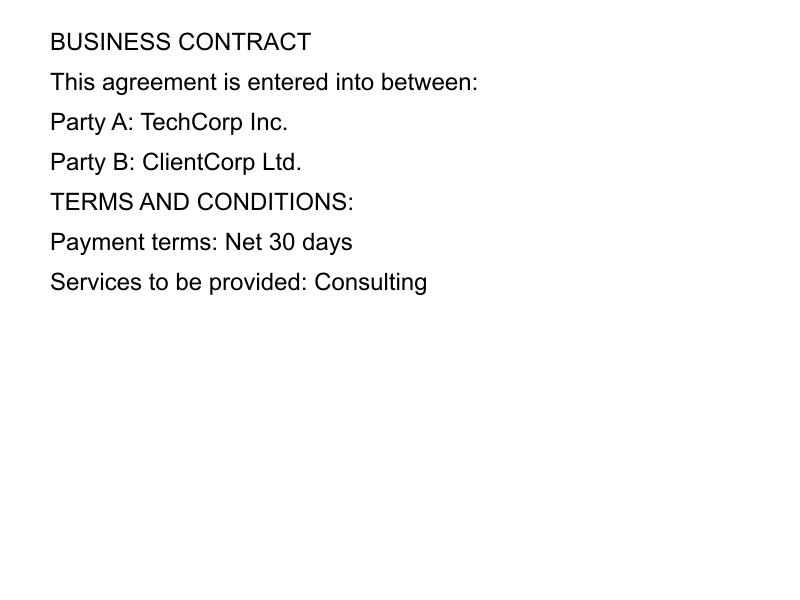 BUSINESS CONTRACT
This agreement is entered into between:
Party A: TechCorp Inc.
Party B: ClientCorp Ltd.
TERMS AND CONDITIONS:
Payment terms: Net 30 days
Services to be provided: Consulting